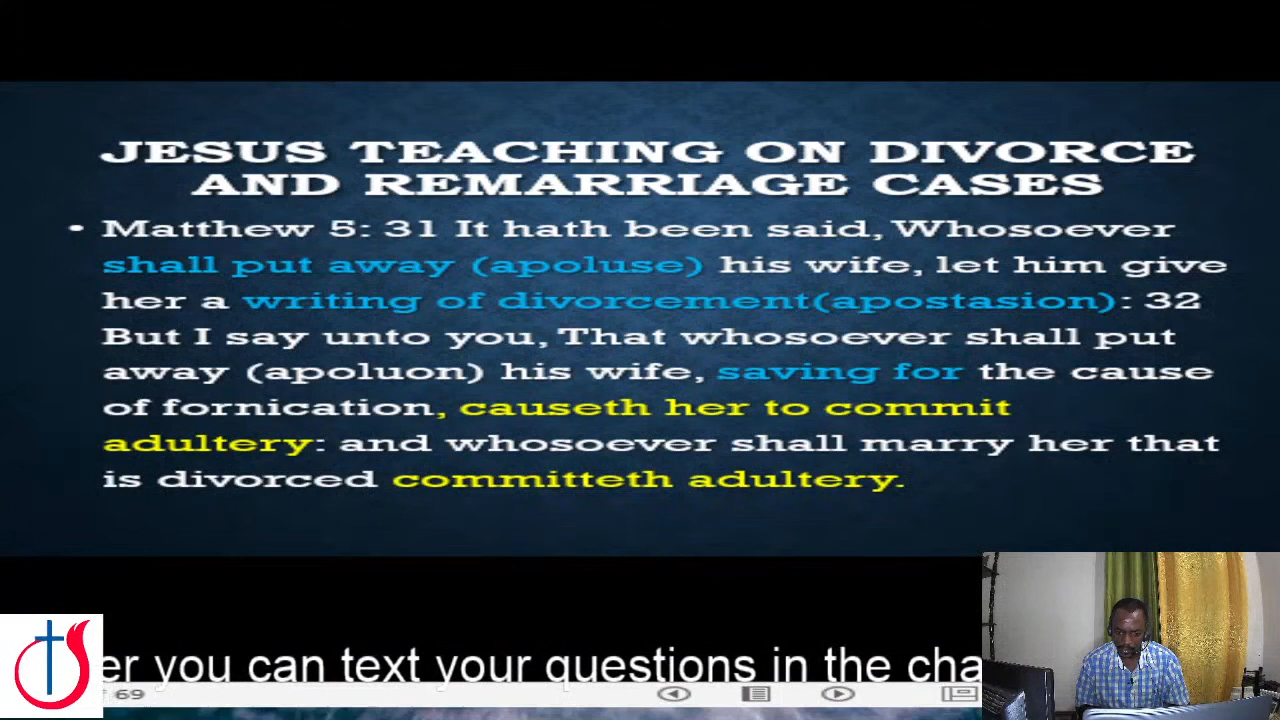 JESUS TEACHING ON DIVORCE
AND REMARRIAGE CASES
• Matthew 5: 31 It hath been said, Whosoever
shall put away (apoluse) his wife, let him give
her a writing of divorcement(apostasion): 32
But I say unto you, That whosoever shall put
away (apoluon) his wife, saving for the cause
of fornication, causeth her to commit
adultery: and whosoever shall marry her that
is divorced committeth adultery.
er you can text your questions in the cha
69